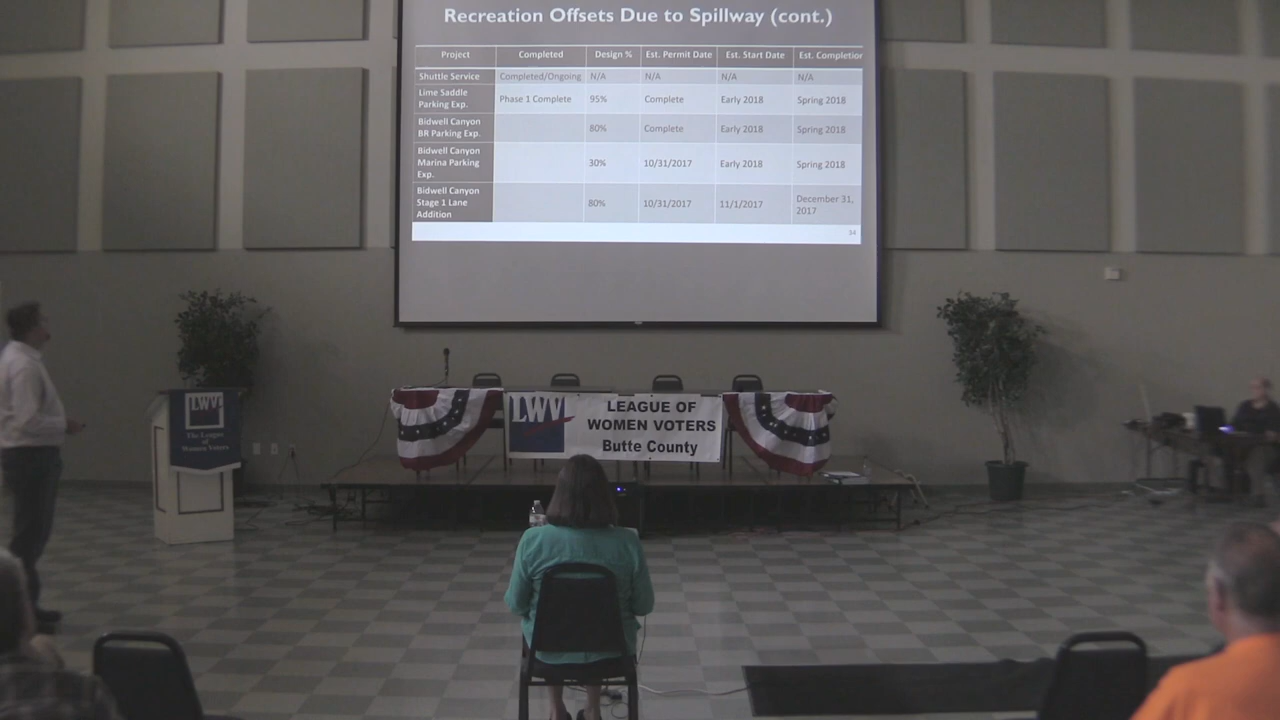 Recreation Offsets Due to Spillway (cont.)
Project Completed Design % Est. Permit Date Est. Start Date Est. Completion
Shuttle Service Completed/Ongoing N/A N/A N/A N/A
Lime Saddle
Parking Exp. Phase 1 Complete 95% Complete Early 2018 Spring 2018
Bidwell Canyon
BR Parking Exp. 80% Complete Early 2018 Spring 2018
Bidwell Canyon
Marina Parking
Exp. 30% 10/31/2017 Early 2018 Spring 2018
Bidwell Canyon
Stage 1 Lane
Addition 80% 10/31/2017 11/1/2017 December 31,
2017
34
LWV
The League
of
Women Voters
LWV
LEAGUE OF
WOMEN VOTERS
Butte County